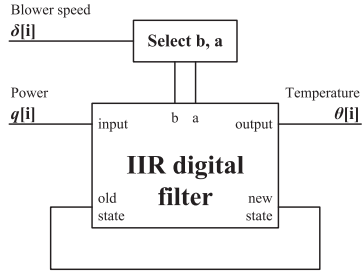 Blower speed
δ[i]
Select b, a
Power
q[i]
Temperature
θ[i]
input
b
a
output
IIR digital
filter
old
state
new
state